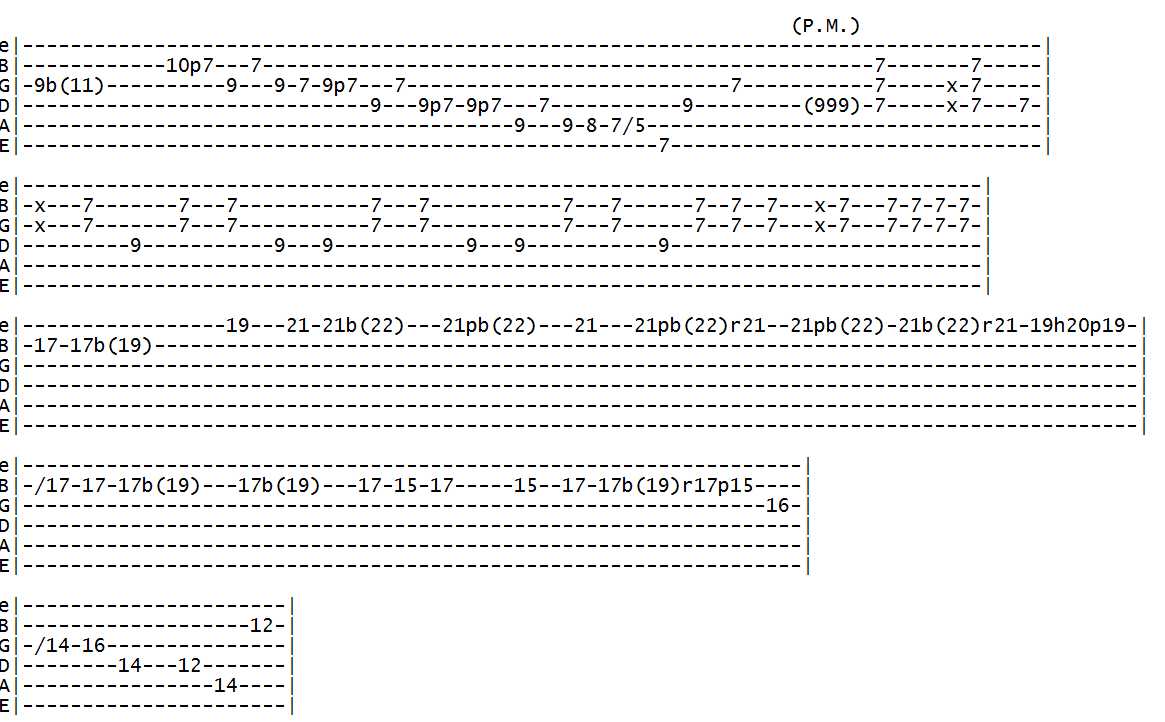 (P.M.)
e|-------------------------------------------------------------------------------------|
B|------------10p7---7---------------------------------------------------7-------7-----|
G|-9b(11)----------9---9-7-9p7---7---------------------------7-----------7-----x-7-----|
D|-----------------------------9---9p7-9p7---7-----------9---------(999)-7-----x-7---7-|
A|-----------------------------------------9---9-8-7/5---------------------------------|
E|-----------------------------------------------------7-------------------------------|
e|--------------------------------------------------------------------------------|
B|-x---7-------7---7-----------7---7-----------7---7------7--7--7---x-7---7-7-7-7-|
G|-x---7-------7---7-----------7---7-----------7---7------7--7--7---x-7---7-7-7-7-|
D|---------9-----------9---9-----------9---9-----------9--------------------------|
A|--------------------------------------------------------------------------------|
E|--------------------------------------------------------------------------------|
e|-----------------19---21-21b(22)---21pb(22)---21---21pb(22)r21--21pb(22)-21b(22)r21-19h20p19-|
B|-17-17b(19)----------------------------------------------------------------------------------|
G|---------------------------------------------------------------------------------------------|
D|---------------------------------------------------------------------------------------------|
A|---------------------------------------------------------------------------------------------|
E|---------------------------------------------------------------------------------------------|
e|-----------------------------------------------------------------|
B|-/17-17-17b(19)---17b(19)---17-15-17-----15--17-17b(19)r17p15----|
G|--------------------------------------------------------------16-|
D|-----------------------------------------------------------------|
A|-----------------------------------------------------------------|
E|-----------------------------------------------------------------|
e|----------------------|
B|-------------------12-|
G|-/14-16---------------|
D|--------14---12-------|
A|----------------14----|
E|----------------------|